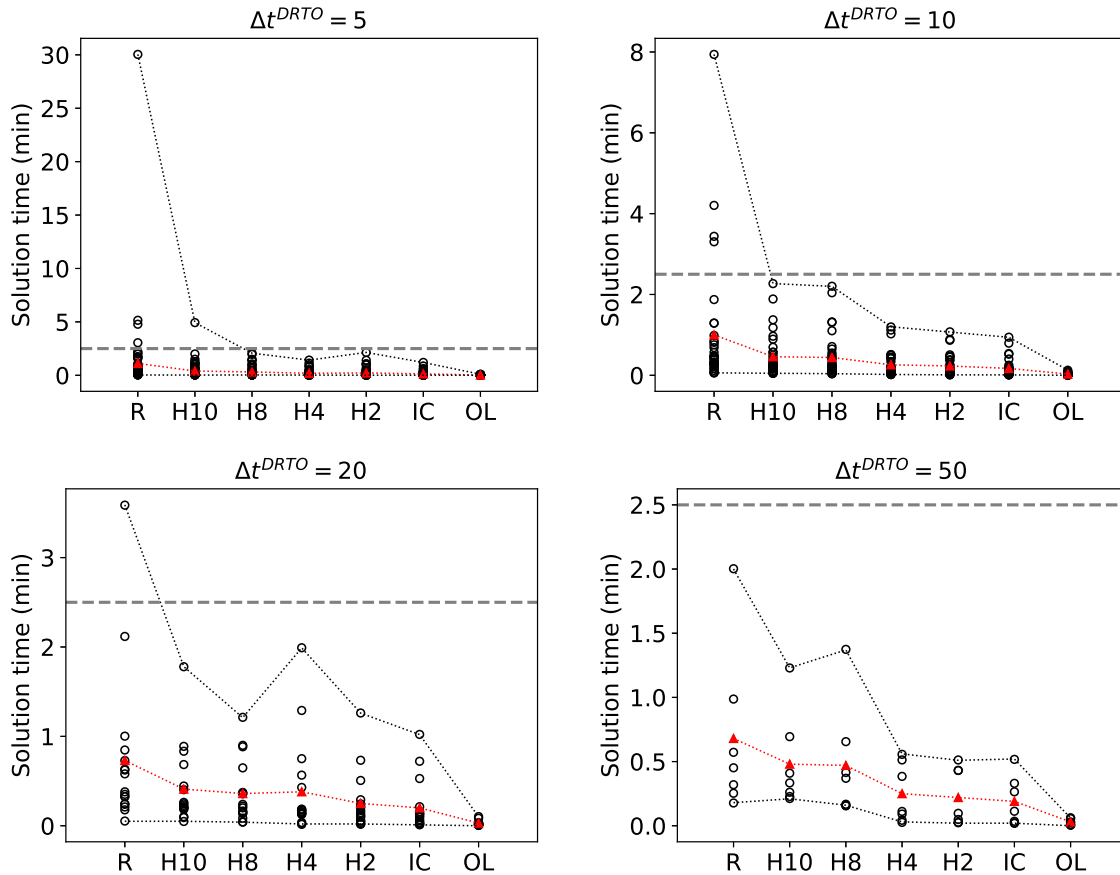 Δt^{DRTO} = 5
Solution time (min)
30
25
20
15
10
5
0
R H10 H8 H4 H2 IC OL
Δt^{DRTO} = 10
Solution time (min)
8
6
4
2
0
R H10 H8 H4 H2 IC OL
Δt^{DRTO} = 20
Solution time (min)
3
2
1
0
R H10 H8 H4 H2 IC OL
Δt^{DRTO} = 50
Solution time (min)
2.5
2.0
1.5
1.0
0.5
0.0
R H10 H8 H4 H2 IC OL